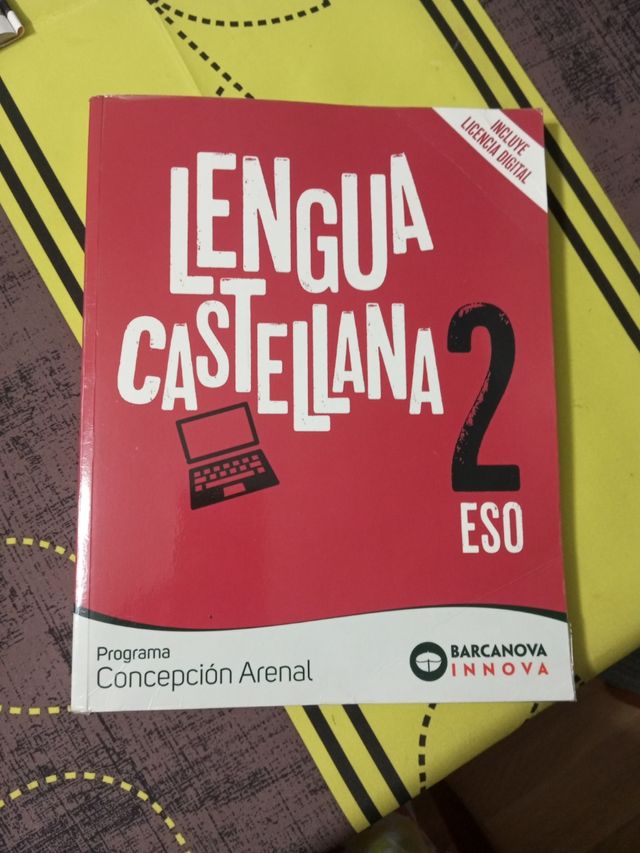 INCLUYE
LICENCIA DIGITAL
LENGUA
CASTELLANA
2
ESO
Programa
Concepción Arenal
BARCANOVA
INNOVA